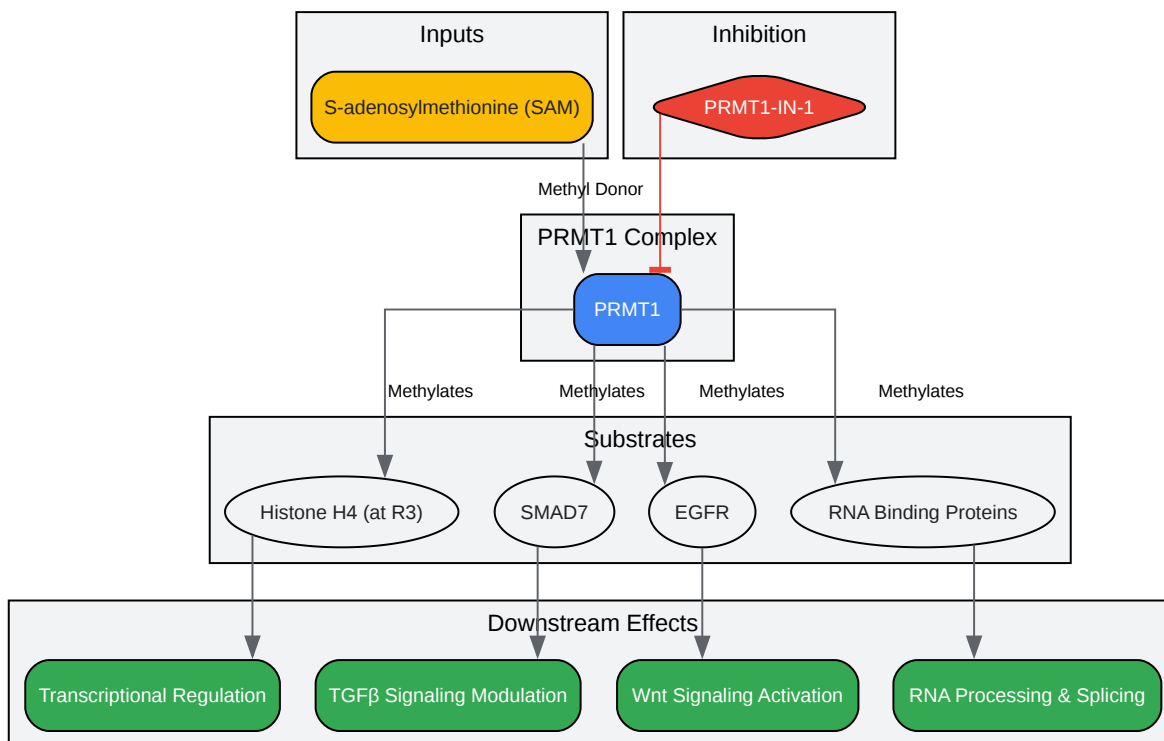 Inputs
Inhibition
S-adenosylmethionine (SAM)
PRMT1-IN-1
Methyl Donor
PRMT1 Complex
PRMT1
Methylates
Methylates
Methylates
Methylates
Substrates
Histone H4 (at R3)
SMAD7
EGFR
RNA Binding Proteins
Downstream Effects
Transcriptional Regulation
TGFβ Signaling Modulation
Wnt Signaling Activation
RNA Processing & Splicing